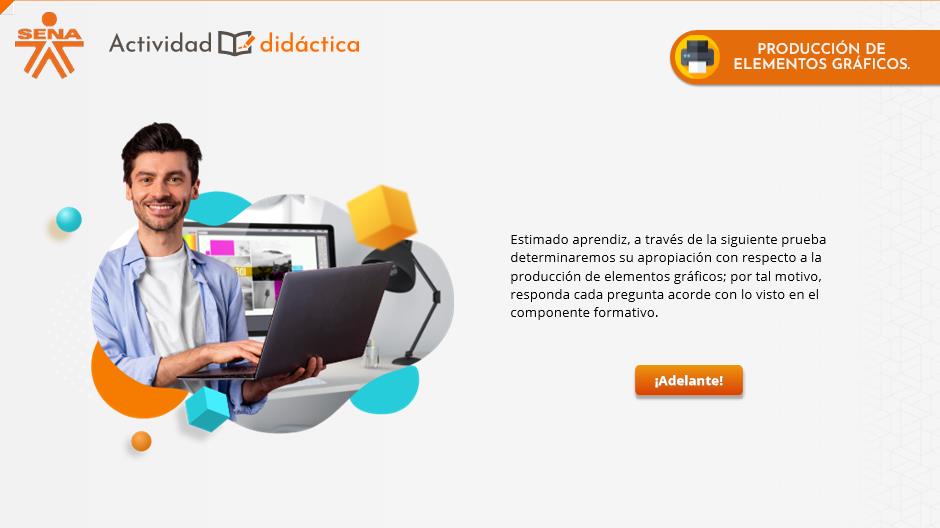 SENA
Actividad didáctica
PRODUCCIÓN DE
ELEMENTOS GRÁFICOS.
Estimado aprendiz, a través de la siguiente prueba
determinaremos su apropiación con respecto a la
producción de elementos gráficos; por tal motivo,
responda cada pregunta acorde con lo visto en el
componente formativo.
¡Adelante!